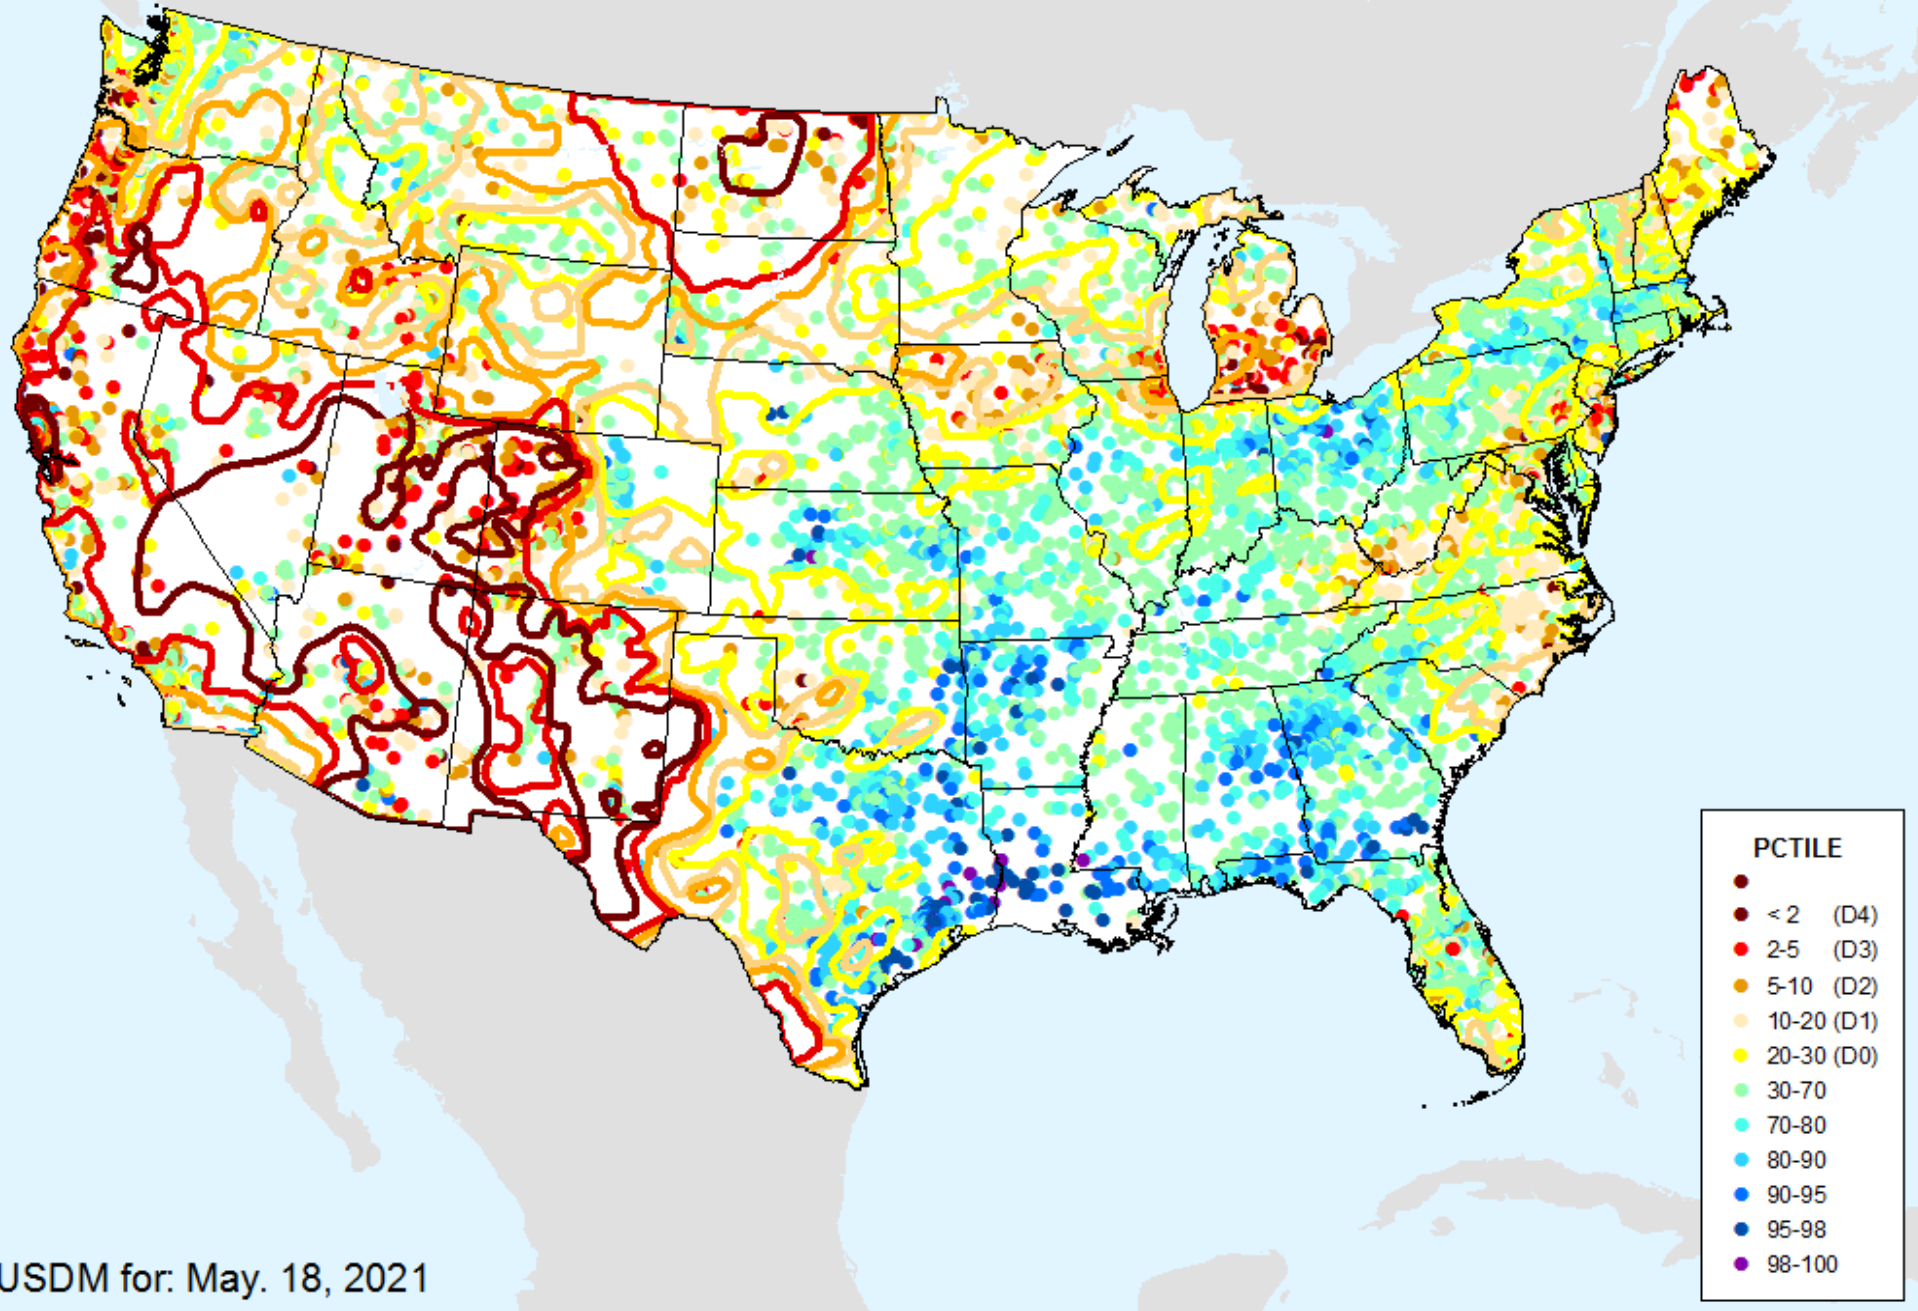 PCTILE
< 2 (D4)
2-5 (D3)
5-10 (D2)
10-20 (D1)
20-30 (D0)
30-70
70-80
80-90
90-95
95-98
98-100
USDM for: May. 18, 2021